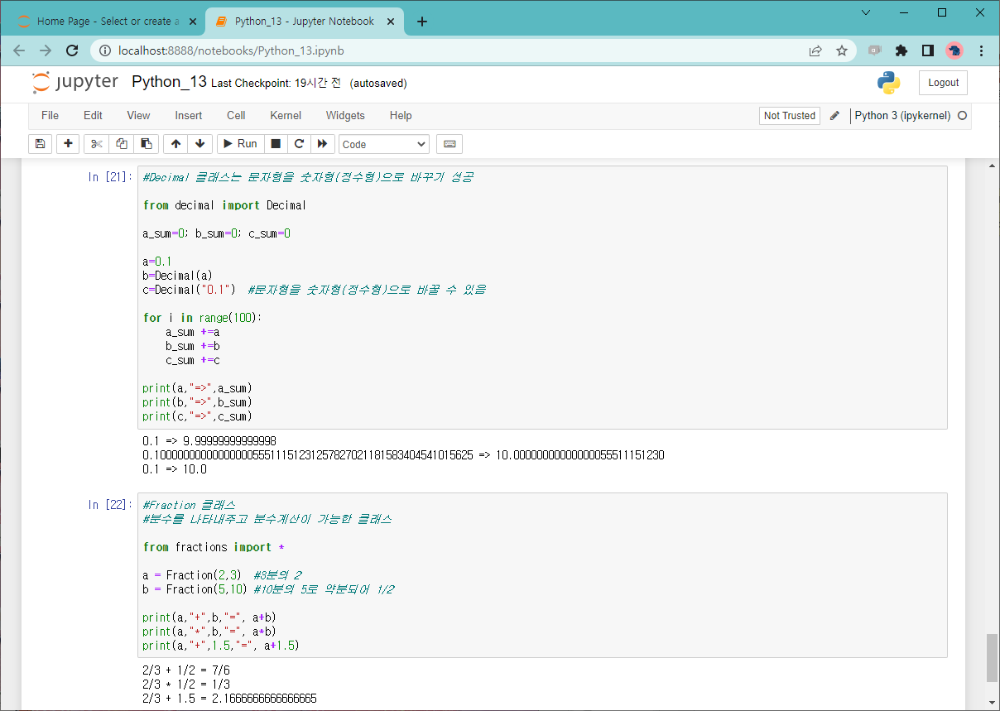 Home Page - Select or create a
Python_13 - Jupyter Notebook
localhost:8888/notebooks/Python_13.ipynb
jupyter Python_13 Last Checkpoint: 19시간 전 (autosaved)
Logout
File Edit View Insert Cell Kernel Widgets Help
Not Trusted
Python 3 (ipykernel)
Run
Code
In [21]:
#Decimal 클래스는 문자형을 숫자형(정수형)으로 바꾸기 성공
from decimal import Decimal
a_sum=0; b_sum=0; c_sum=0
a=0.1
b=Decimal(a)
c=Decimal("0.1") #문자형을 숫자형(정수형)으로 바꿀 수 있음
for i in range(100):
a_sum +=a
b_sum +=b
c_sum +=c
print(a,"=>",a_sum)
print(b,"=>",b_sum)
print(c,"=>",c_sum)
0.1 => 9.99999999999998
0.1000000000000000055511151231257827021181583404541015625 => 10.00000000000000055511151230
0.1 => 10.0
In [22]:
#Fraction 클래스
#분수를 나타내주고 분수계산이 가능한 클래스
from fractions import *
a = Fraction(2,3) #3분의 2
b = Fraction(5,10) #10분의 5로 약분되어 1/2
print(a,"+",b,"=", a+b)
print(a,"*",b,"=", a*b)
print(a,"+",1.5,"=", a+1.5)
2/3 + 1/2 = 7/6
2/3 * 1/2 = 1/3
2/3 + 1.5 = 2.1666666666666665